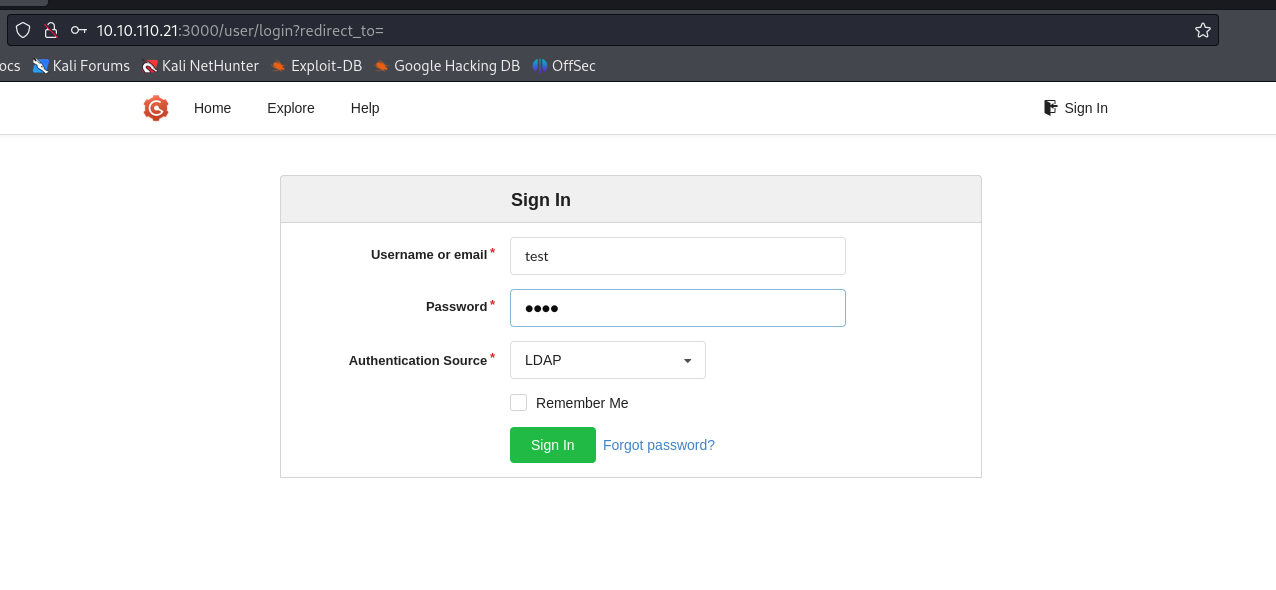 10.10.110.21:3000/user/login?redirect_to=
ocs Kali Forums Kali NetHunter Exploit-DB Google Hacking DB OffSec
Home Explore Help Sign In
Sign In
Username or email * test
Password * ●●●●
Authentication Source * LDAP
Remember Me
Sign In Forgot password?